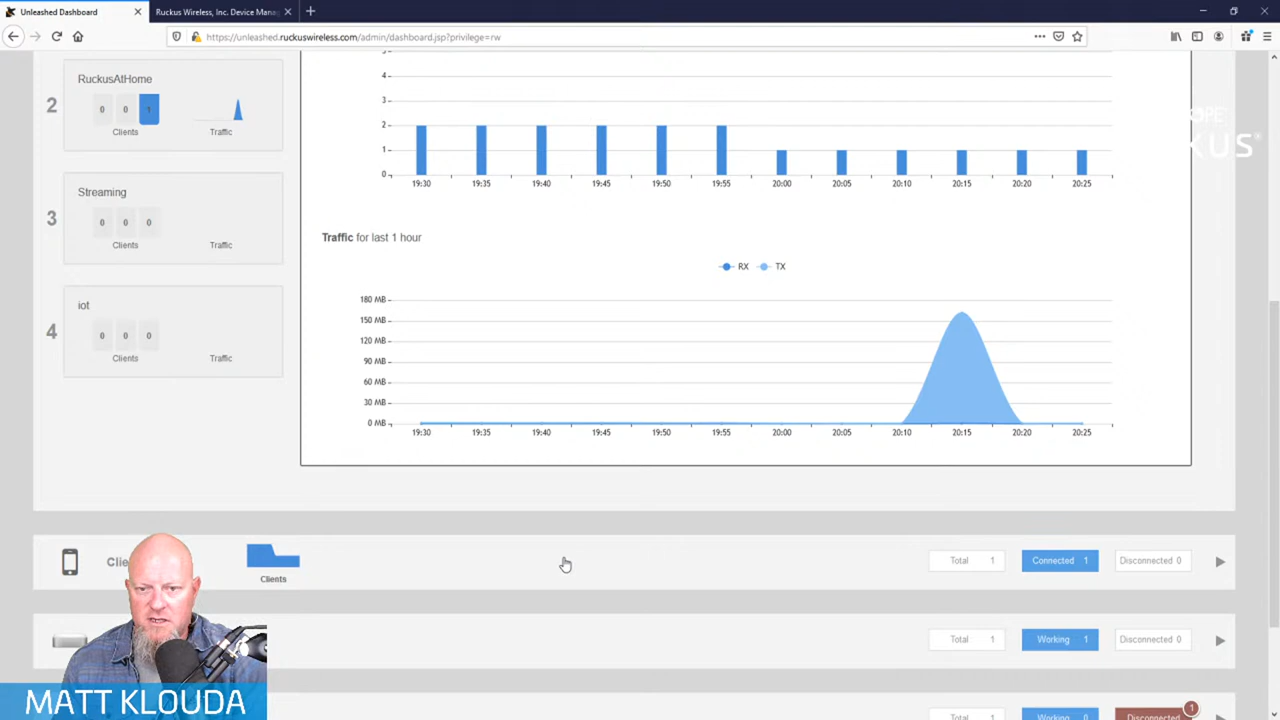 Unleashed Dashboard
Ruckus Wireless, Inc. Device Mana
https://unleashed.ruckuswireless.com/admin/dashboard.jsp?privilege=rw
2
RuckusAtHome
0 0 1
Clients Traffic
3
Streaming
0 0 0
Clients Traffic
4
iot
0 0 0
Clients Traffic
5
4
3
2
1
0
19:30 19:35 19:40 19:45 19:50 19:55 20:00 20:05 20:10 20:15 20:20 20:25
Traffic for last 1 hour
RX TX
180 MB
150 MB
120 MB
90 MB
60 MB
30 MB
0 MB
19:30 19:35 19:40 19:45 19:50 19:55 20:00 20:05 20:10 20:15 20:20 20:25
Clie
Clients
Total 1 Connected 1 Disconnected 0
Total 1 Working 1 Disconnected 0
1
Working 0 Disconnected
MATT KLOUDA